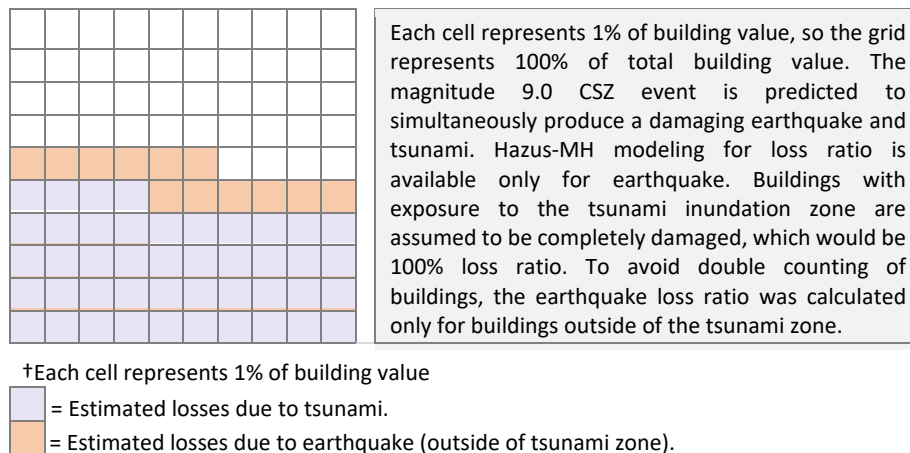 Each cell represents 1% of building value, so the grid
represents 100% of total building value. The
magnitude 9.0 CSZ event is predicted to
simultaneously produce a damaging earthquake and
tsunami. Hazus-MH modeling for loss ratio is
available only for earthquake. Buildings with
exposure to the tsunami inundation zone are
assumed to be completely damaged, which would be
100% loss ratio. To avoid double counting of
buildings, the earthquake loss ratio was calculated
only for buildings outside of the tsunami zone.
†Each cell represents 1% of building value
= Estimated losses due to tsunami.
= Estimated losses due to earthquake (outside of tsunami zone).